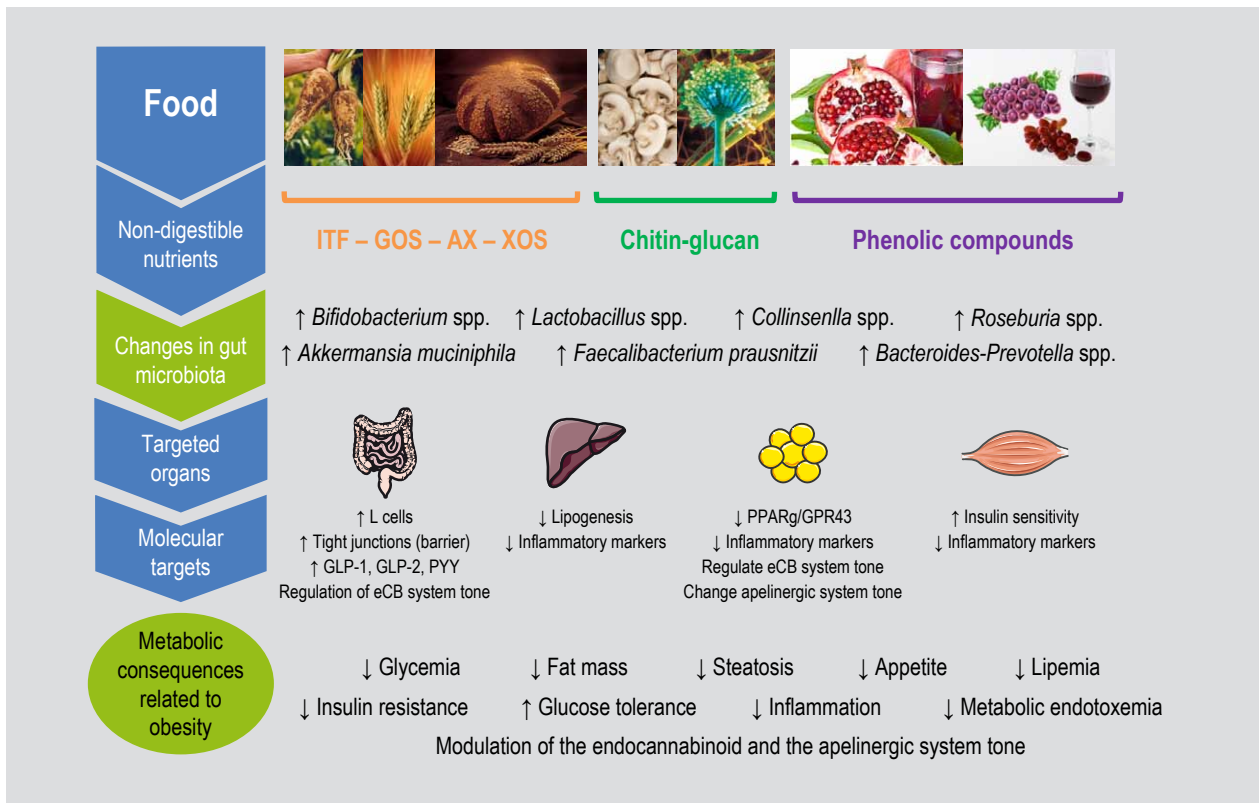 Food
Non-digestible
nutrients
ITF – GOS – AX – XOS
Chitin-glucan
Phenolic compounds
Changes in gut
microbiota
↑ Bifidobacterium spp.
↑ Lactobacillus spp.
↑ Collinsenlla spp.
↑ Roseburia spp.
↑ Akkermansia muciniphila
↑ Faecalibacterium prausnitzii
↑ Bacteroides-Prevotella spp.
Targeted
organs
Molecular
targets
↑ L cells
↑ Tight junctions (barrier)
↑ GLP-1, GLP-2, PYY
Regulation of eCB system tone
↓ Lipogenesis
↓ Inflammatory markers
↓ PPARg/GPR43
↓ Inflammatory markers
Regulate eCB system tone
Change apelinergic system tone
↑ Insulin sensitivity
↓ Inflammatory markers
Metabolic
consequences
related to
obesity
↓ Glycemia
↓ Fat mass
↓ Steatosis
↓ Appetite
↓ Lipemia
↓ Insulin resistance
↑ Glucose tolerance
↓ Inflammation
↓ Metabolic endotoxemia
Modulation of the endocannabinoid and the apelinergic system tone